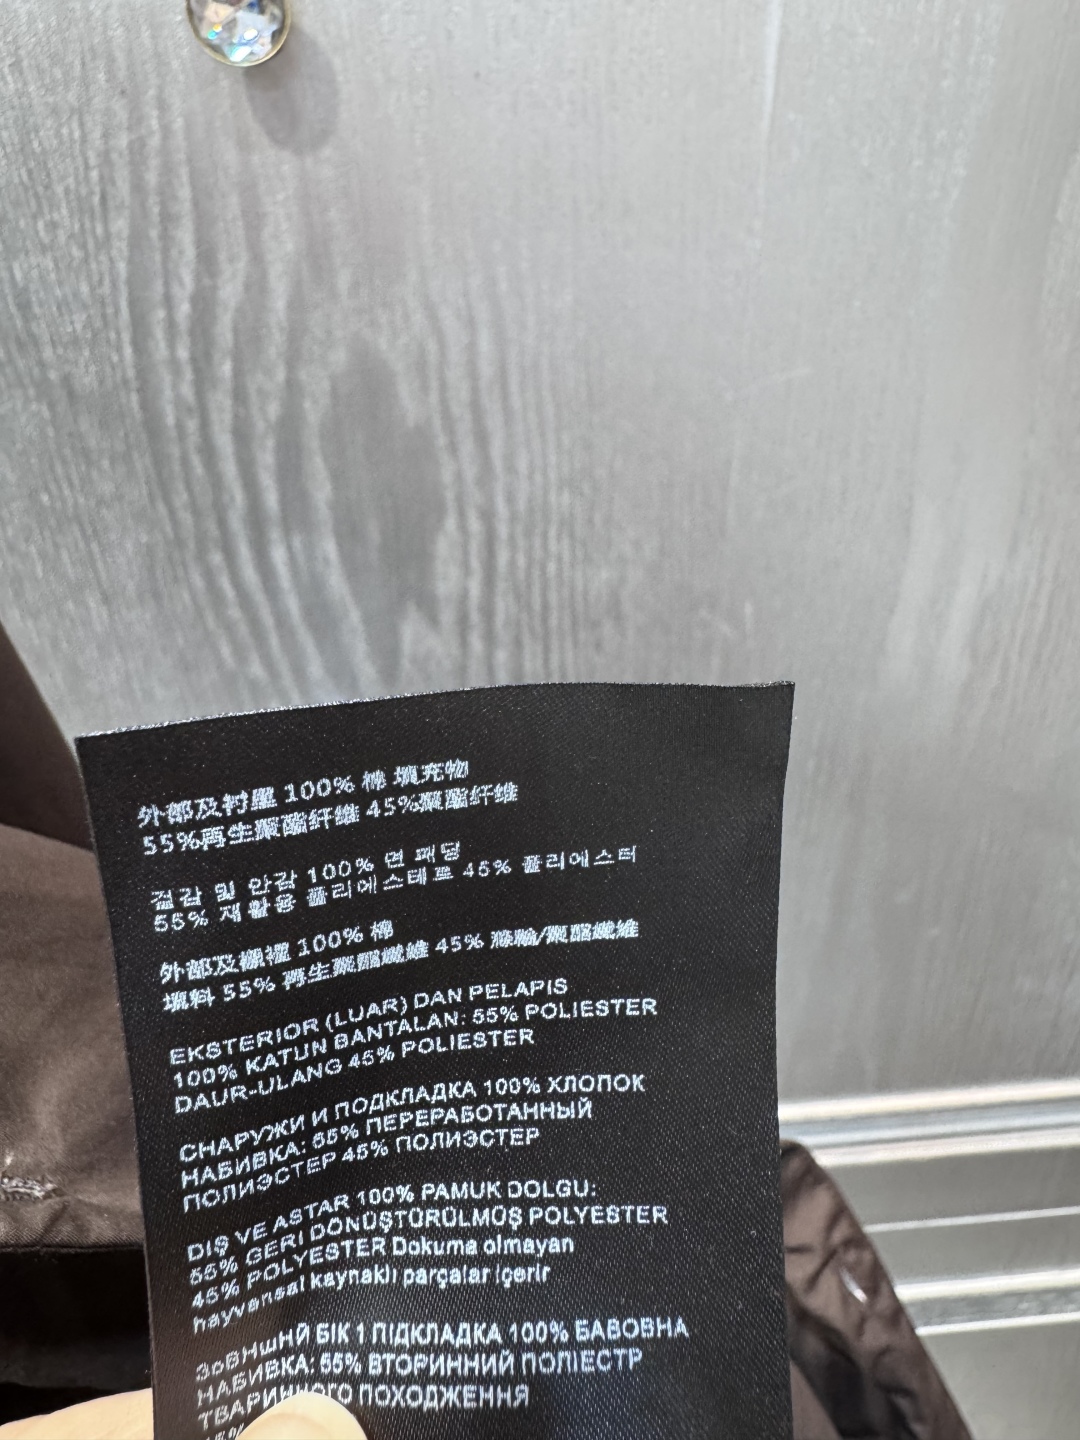 外部及衬里 100% 棉 填充物
55%再生聚酯纤维 45%聚酯纤维
겉감 및 안감 100% 면 패딩
55% 재활용 폴리에스테르 45% 폴리에스터
外部及襯裡 100% 棉
填料 55% 再生聚酯纖維 45% 聚酯纖維
EKSTERIOR (LUAR) DAN PELAPIS
100% KATUN BANTALAN: 55% POLIESTER
DAUR-ULANG 45% POLIESTER
СНАРУЖИ И ПОДКЛАДКА 100% ХЛОПОК
НАБИВКА: 55% ПЕРЕРАБОТАННЫЙ
ПОЛИЭСТЕР 45% ПОЛИЭСТЕР
DIŞ VE ASTAR 100% PAMUK DOLGU:
55% GERI DÖNÜŞTÜRÜLMÜŞ POLYESTER
45% POLYESTER Dokuma olmayan
hayvansal kaynaklı parçalar içerir
ЗоВНшНЙ БІК 1 ПІДКЛАДКА 100% БАВОВНА
НАБИВКА: 55% ВТОРИННИЙ ПОЛІЕСТР
ТВАРИННОГО ПОХОДЖЕННЯ